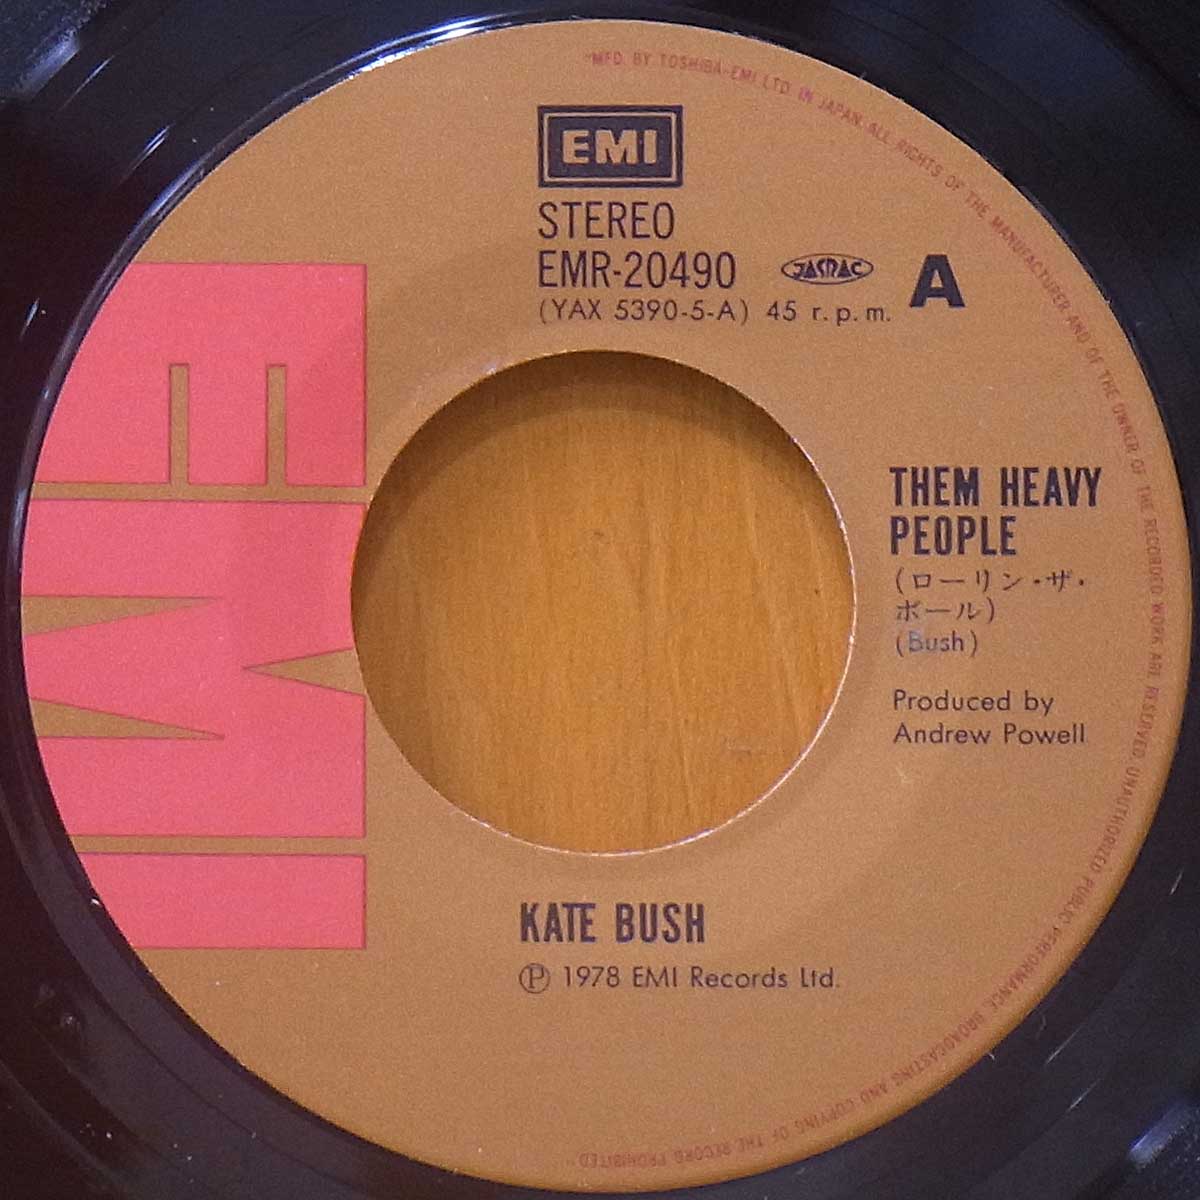 "MFD. BY TOSHIBA-EMI LTD. IN JAPAN. ALL RIGHTS OF THE MANUFACTURER AND OF THE OWNER OF THE RECORDED WORK ARE RESERVED UNAUTHORIZED PUBLIC PERFORMANCE BROADCASTING AND COPYING OF THE RECORD PROHIBITED"
EMI
STEREO
EMR-20490 JASRAC A
(YAX 5390-5-A) 45 r.p.m.
EMI
THEM HEAVY
PEOPLE
(ローリン・ザ・
ボール)
(Bush)
Produced by
Andrew Powell
KATE BUSH
Ⓟ 1978 EMI Records Ltd.